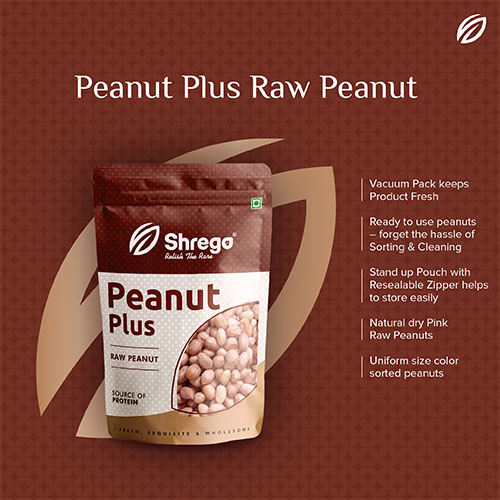 Peanut Plus Raw Peanut
Vacuum Pack keeps
Product Fresh
Ready to use peanuts
– forget the hassle of
Sorting & Cleaning
Stand up Pouch with
Resealable Zipper helps
to store easily
Natural dry Pink
Raw Peanuts
Uniform size color
sorted peanuts
Shrego®
Relish The Rare
Peanut
Plus
RAW PEANUT
SOURCE OF
PROTEIN
FRESH, EXQUISITE & WHOLESOME